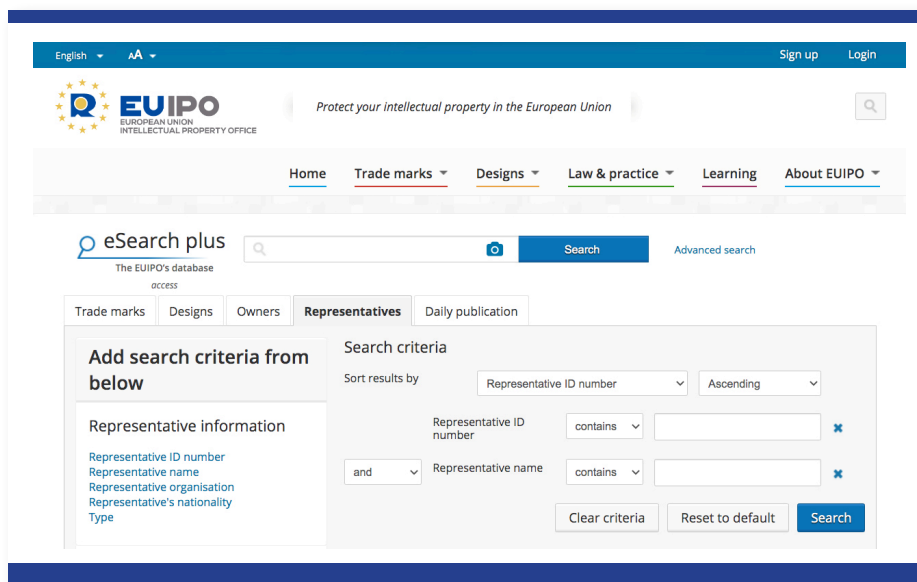 English AA Sign up Login
EUIPO
EUROPEAN UNION
INTELLECTUAL PROPERTY OFFICE
Protect your intellectual property in the European Union
Home Trade marks Designs Law & practice Learning About EUIPO
eSearch plus
The EUIPO's database
access
Search Advanced search
Trade marks Designs Owners Representatives Daily publication
Add search criteria from
below
Representative information
Representative ID number
Representative name
Representative organisation
Representative's nationality
Type
Search criteria
Sort results by Representative ID number Ascending
Representative ID
number
contains
and Representative name contains
Clear criteria Reset to default Search